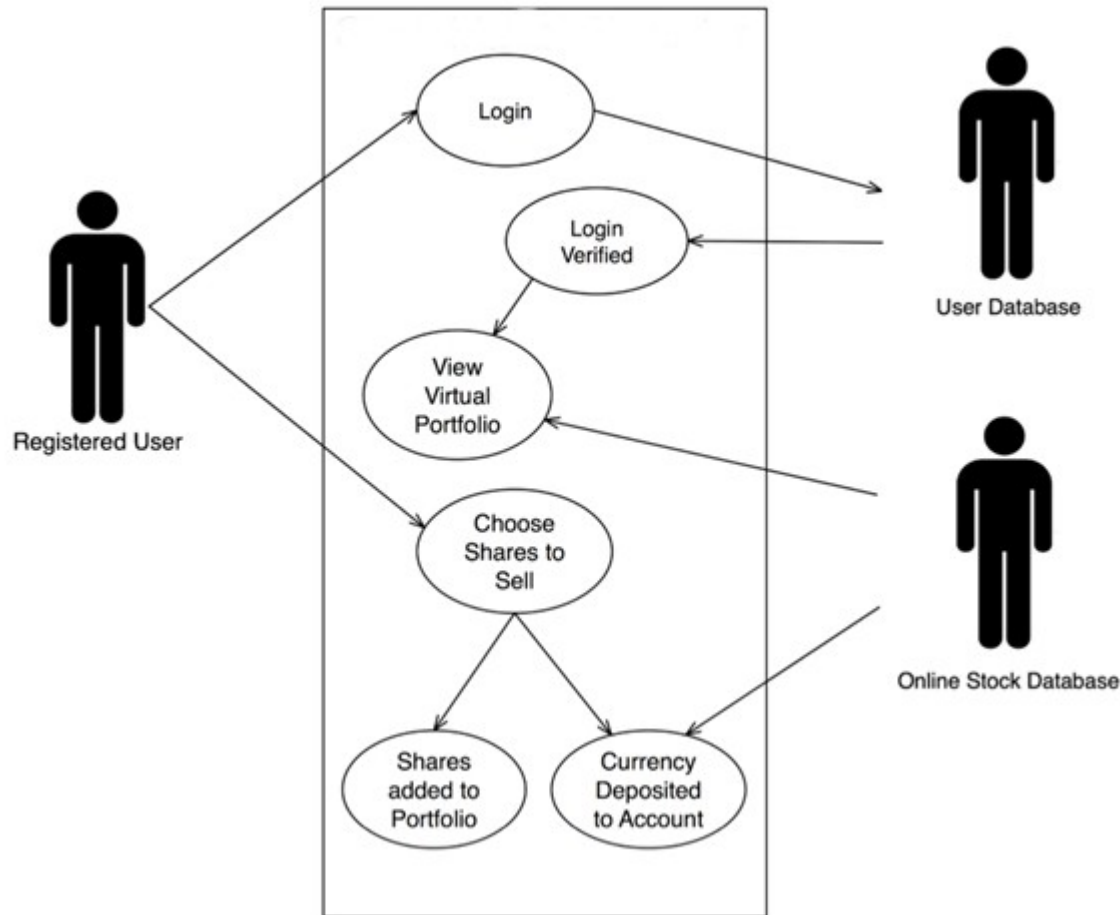 Login
Login
Verified
User Database
View
Virtual
Portfolio
Registered User
Choose
Shares to
Sell
Online Stock Database
Shares
added to
Portfolio
Currency
Deposited
to Account